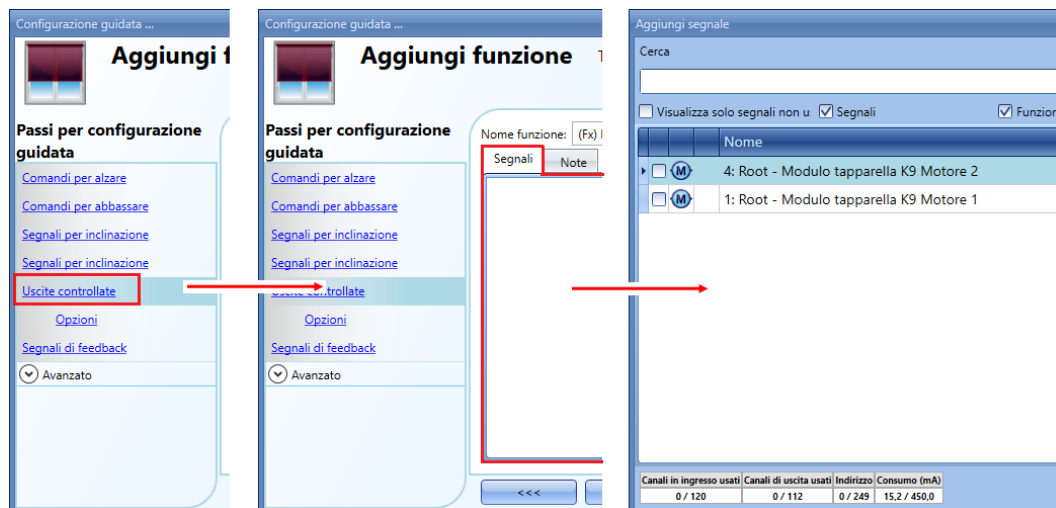 Configurazione guidata ...
Aggiungi f
Passi per configurazione
guidata
Comandi per alzare
Comandi per abbassare
Segnali per inclinazione
Segnali per inclinazione
Uscite controllate
Opzioni
Segnali di feedback
Avanzato
Configurazione guidata ...
Aggiungi funzione
Passi per configurazione
guidata
Comandi per alzare
Comandi per abbassare
Segnali per inclinazione
Segnali per inclinazione
Uscite controllate
Opzioni
Segnali di feedback
Avanzato
Nome funzione: (Fx)
Segnali Note
<<<
Aggiungi segnale
Cerca
Visualizza solo segnali non u Segnali Funzion
Nome
M 4: Root - Modulo tapparella K9 Motore 2
M 1: Root - Modulo tapparella K9 Motore 1
Canali in ingresso usati Canali di uscita usati Indirizzo Consumo (mA)
0 / 120 0 / 112 0 / 249 15,2 / 450,0